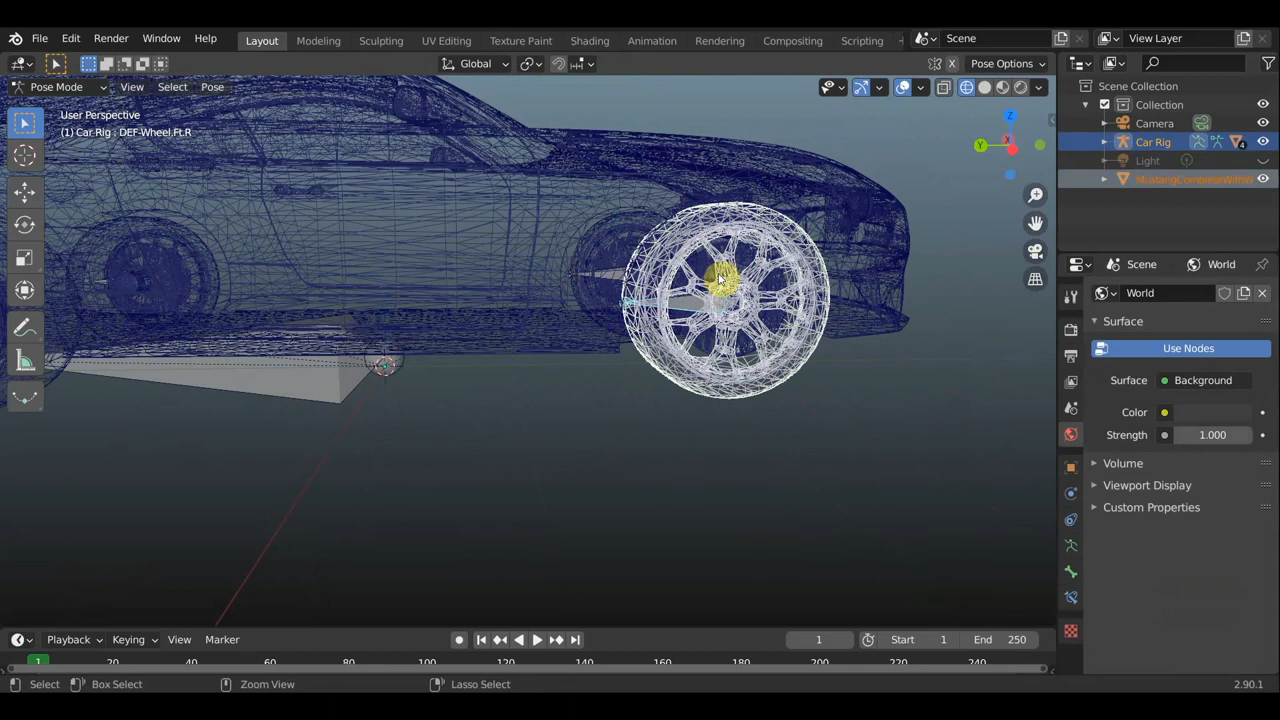 File Edit Render Window Help Layout Modeling Sculpting UV Editing Texture Paint Shading Animation Rendering Compositing Scripting Scene View Layer
Global Pose Options
Pose Mode View Select Pose
User Perspective
(1) Car Rig : DEF-Wheel.Ft.R
Z
Y
X
Scene Collection
Collection
Camera
Car Rig
Light
Scene World
World
Surface
Use Nodes
Surface Background
Color
Strength 1.000
Volume
Viewport Display
Custom Properties
Playback Keying View Marker 1 Start 1 End 250
1 20 40 60 80 100 120 140 160 180 200 220 240
Select Box Select Zoom View Lasso Select 2.90.1